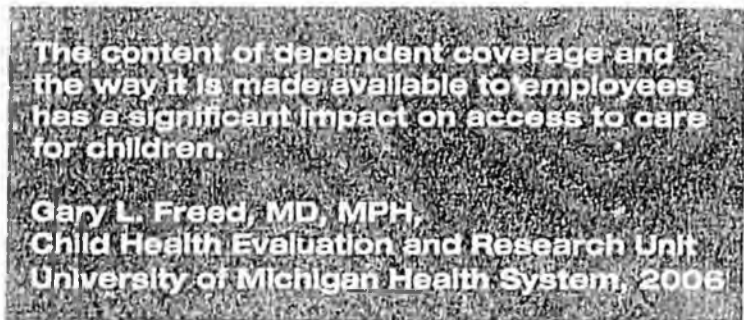 The content of dependent coverage and
the way it is made available to employees
has a significant impact on access to care
for children.
Gary L. Freed, MD, MPH,
Child Health Evaluation and Research Unit
University of Michigan Health System, 2006